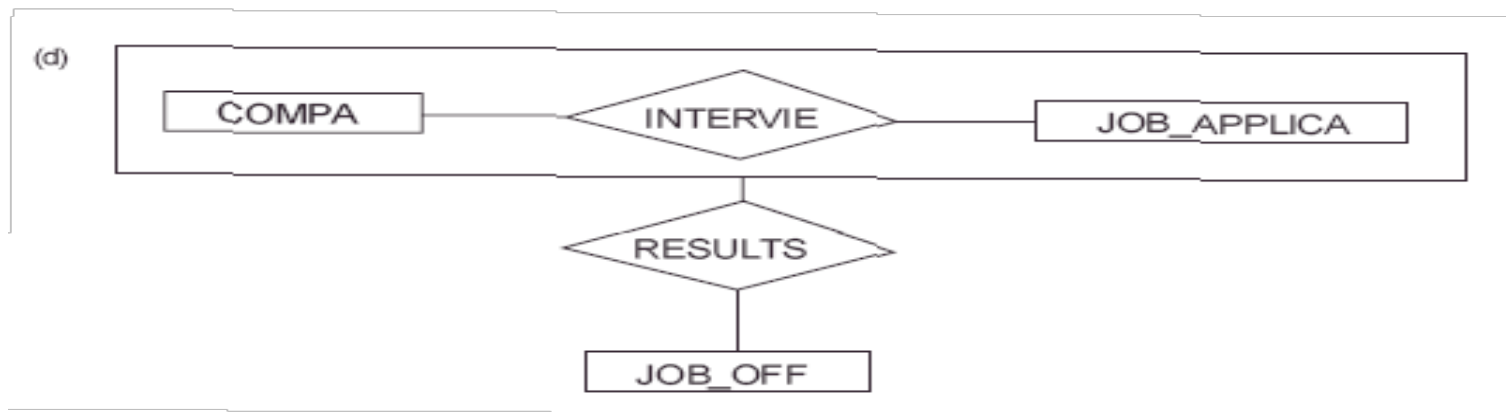 (d)
COMPA INTERVIE JOB_APPLICA
RESULTS
JOB_OFF